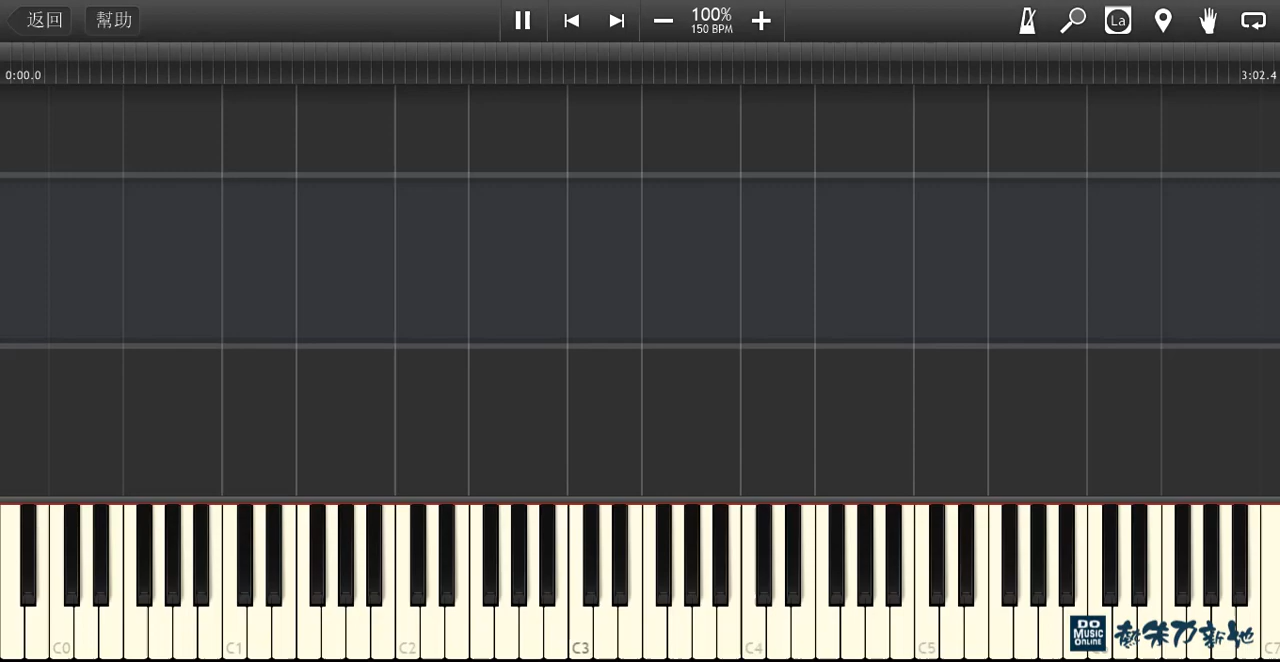 返回 幫助 100% La
150 BPM
0:00.0 3:02.4
C0 C1 C2 C3 C4 C5 C7
DO
MUSIC
ONLINE